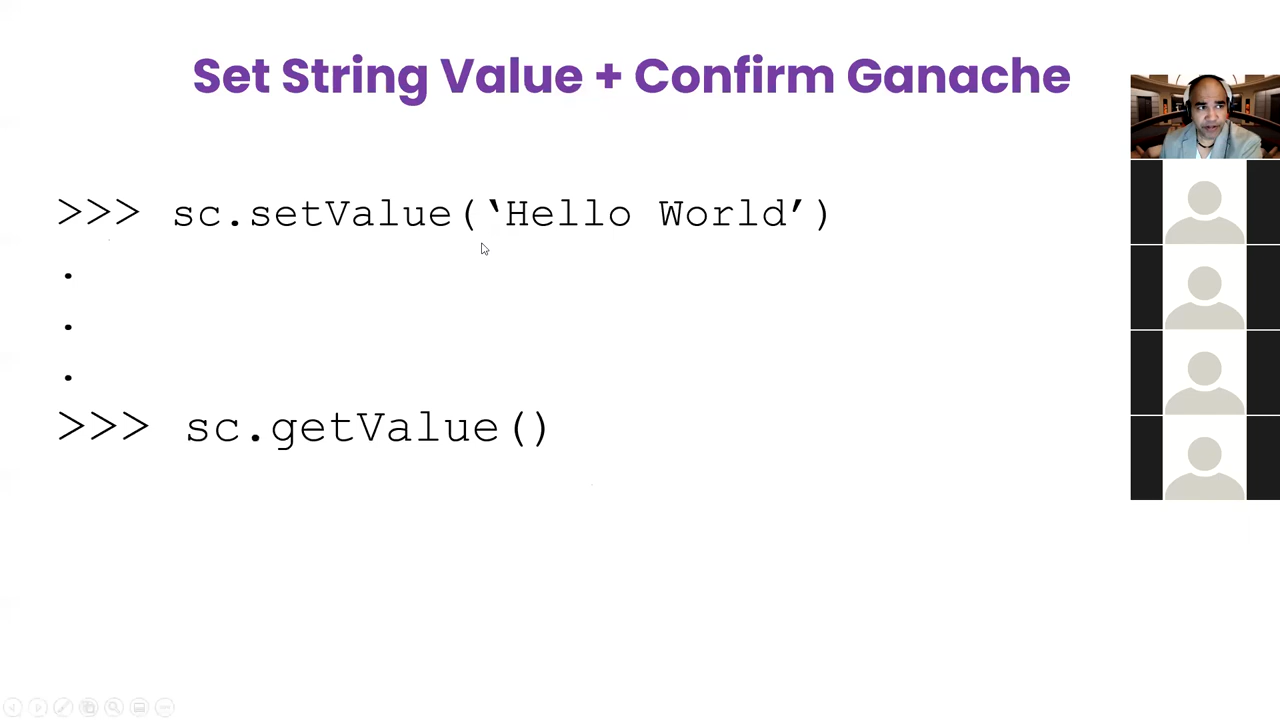 Set String Value + Confirm Ganache
>>> sc.setValue(‘Hello World’)
.
.
.
>>> sc.getValue()